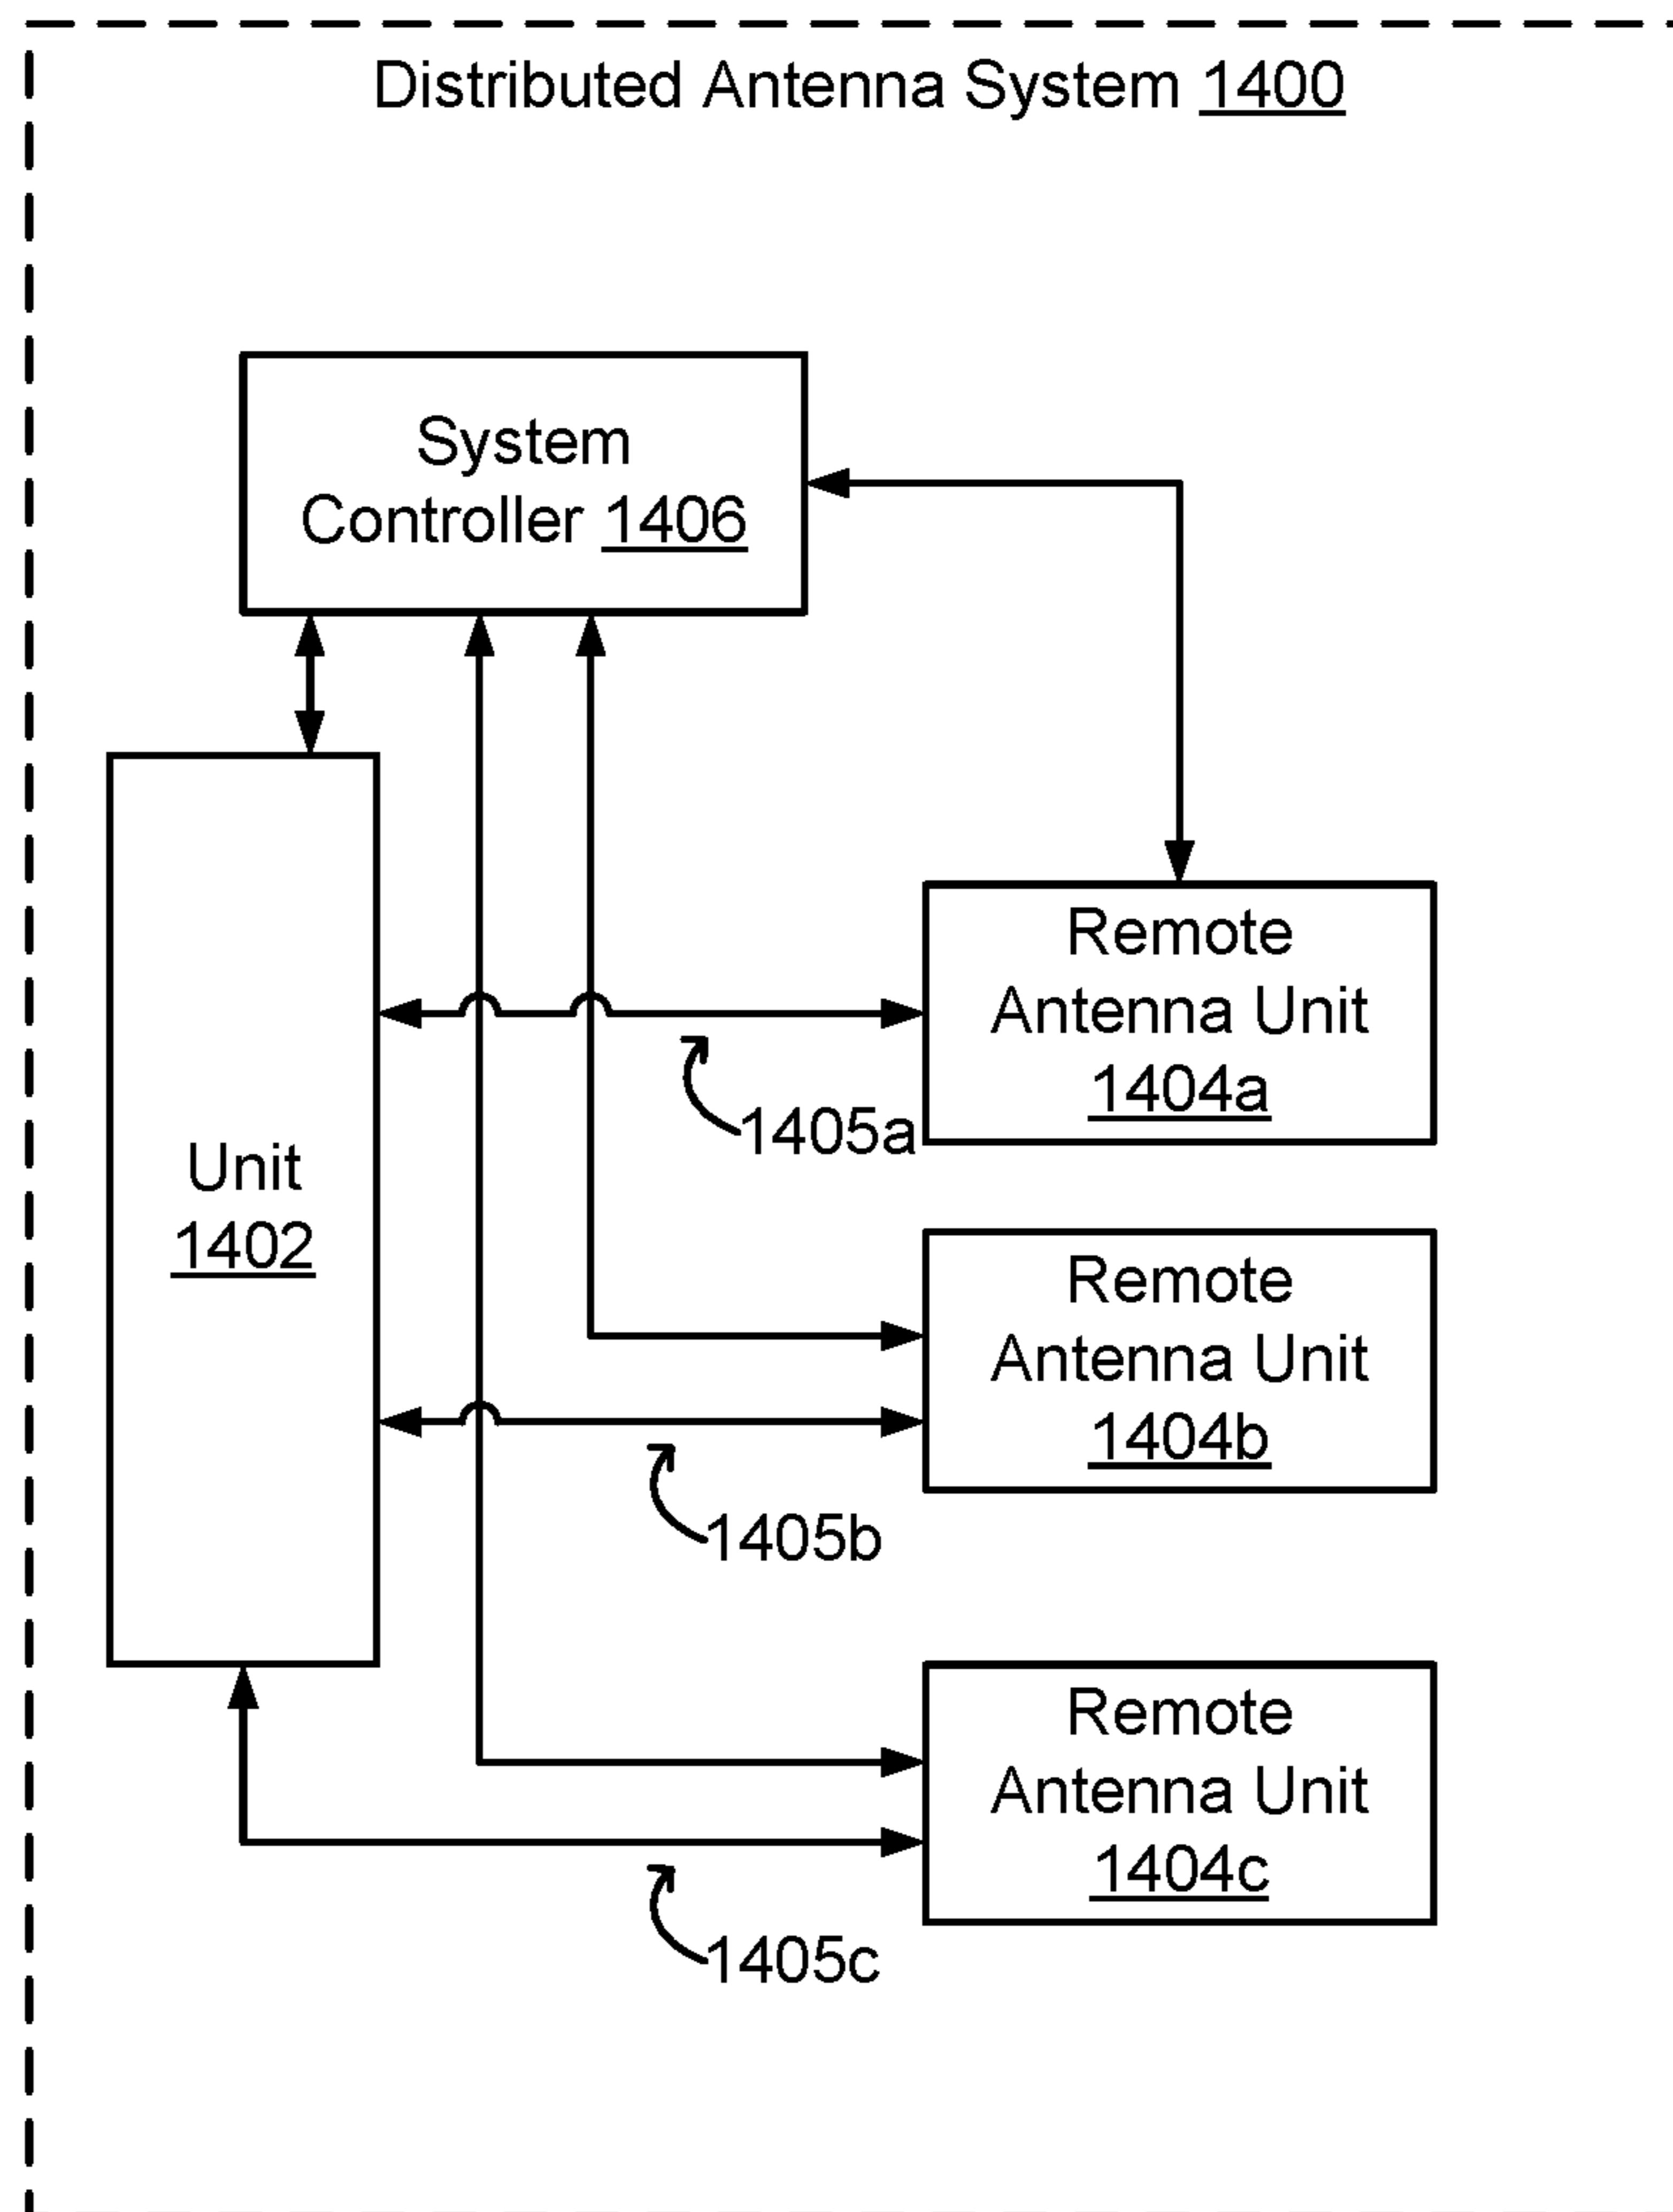 Distributed Antenna System 1400
System
Controller 1406
Remote
Antenna Unit
1404a
1405a
Unit
1402
Remote
Antenna Unit
1404b
1405b
Remote
Antenna Unit
1404c
1405c